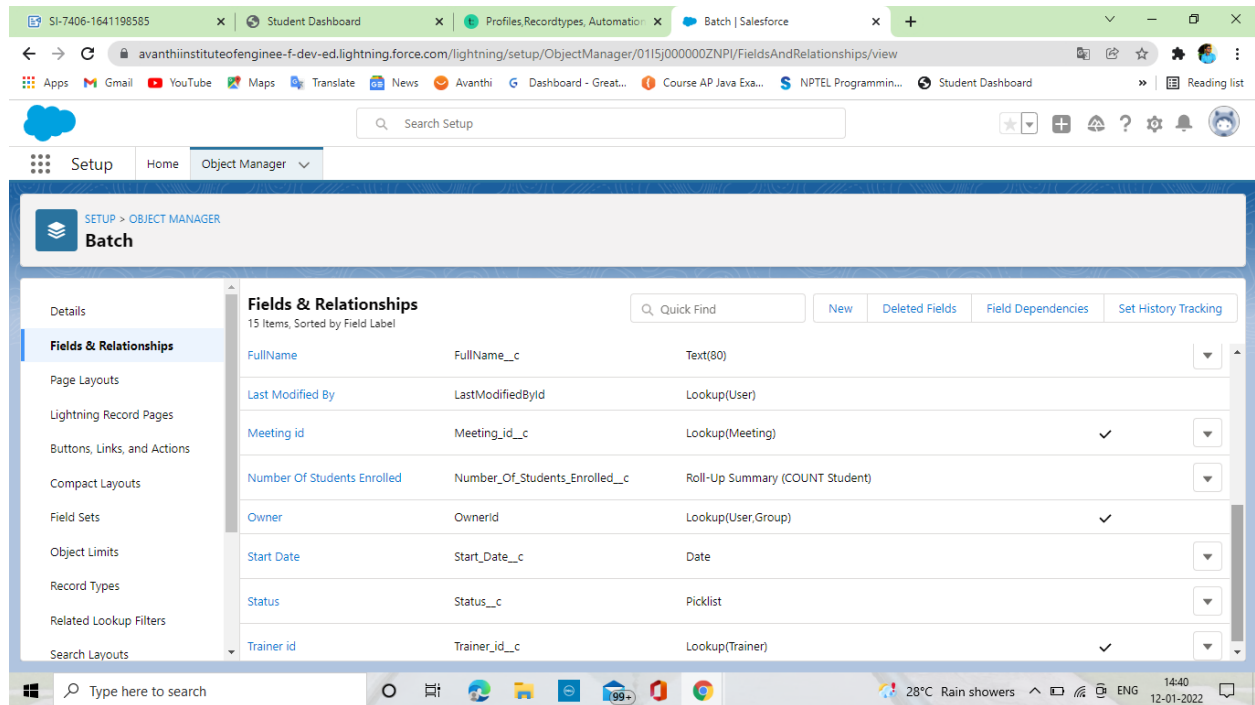 SI-7406-1641198585
Student Dashboard
Profiles,Recordtypes, Automation
Batch | Salesforce
avanthiinstituteofenginee-f-dev-ed.lightning.force.com/lightning/setup/ObjectManager/01I5j000000ZNPI/FieldsAndRelationships/view
Apps Gmail YouTube Maps Translate News Avanthi Dashboard - Great... Course AP Java Exa... NPTEL Programmin... Student Dashboard » Reading list
Search Setup
Setup Home Object Manager
SETUP > OBJECT MANAGER
Batch
Details
Fields & Relationships
Page Layouts
Lightning Record Pages
Buttons, Links, and Actions
Compact Layouts
Field Sets
Object Limits
Record Types
Related Lookup Filters
Search Layouts
Fields & Relationships
15 Items, Sorted by Field Label
Quick Find New Deleted Fields Field Dependencies Set History Tracking
FullName FullName__c Text(80)
Last Modified By LastModifiedById Lookup(User)
Meeting id Meeting_id__c Lookup(Meeting)
Number Of Students Enrolled Number_Of_Students_Enrolled__c Roll-Up Summary (COUNT Student)
Owner OwnerId Lookup(User,Group)
Start Date Start_Date__c Date
Status Status__c Picklist
Trainer id Trainer_id__c Lookup(Trainer)
Type here to search 99+ 28°C Rain showers ENG 14:40
12-01-2022